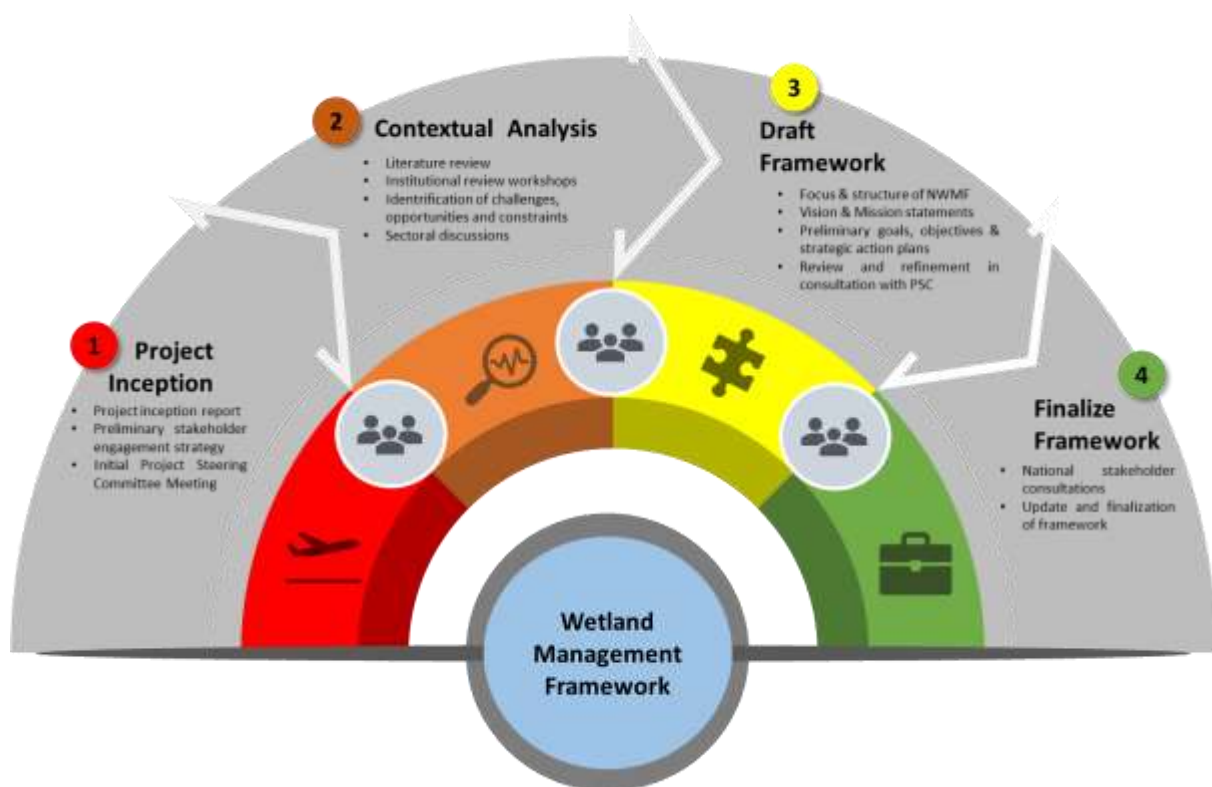 1
Project
Inception
• Project inception report
• Preliminary stakeholder
engagement strategy
• Initial Project Steering
Committee Meeting
2
Contextual Analysis
• Literature review
• Institutional review workshops
• Identrification of challenges,
opportunities and constraints
• Sectoral discussions
3
Draft
Framework
• Focus & structure of NWMF
• Vision & Mission statements
• Preliminary goals, objectives &
strategic action plans
• Review and refinement in
consultation with PSC
4
Finalize
Framework
• National stakeholder
consultations
• Update and finalization
of framework
Wetland
Management
Framework